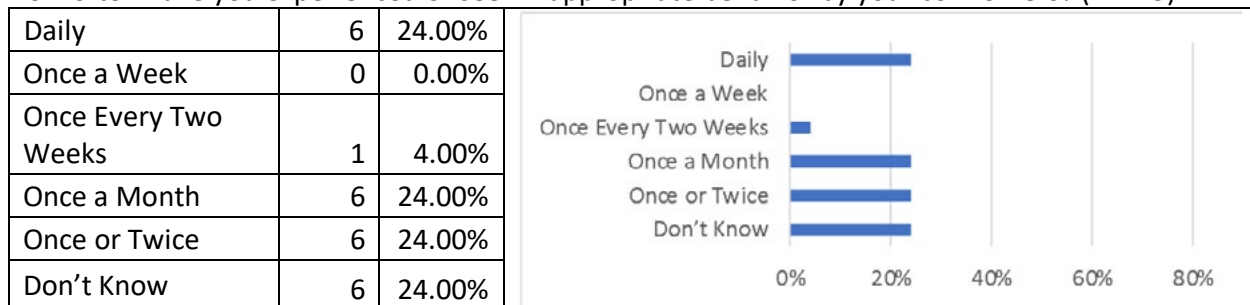 Daily 6 24.00%
Once a Week 0 0.00%
Once Every Two
Weeks 1 4.00%
Once a Month 6 24.00%
Once or Twice 6 24.00%
Don’t Know 6 24.00%
Daily
Once a Week
Once Every Two Weeks
Once a Month
Once or Twice
Don’t Know
0% 20% 40% 60% 80%